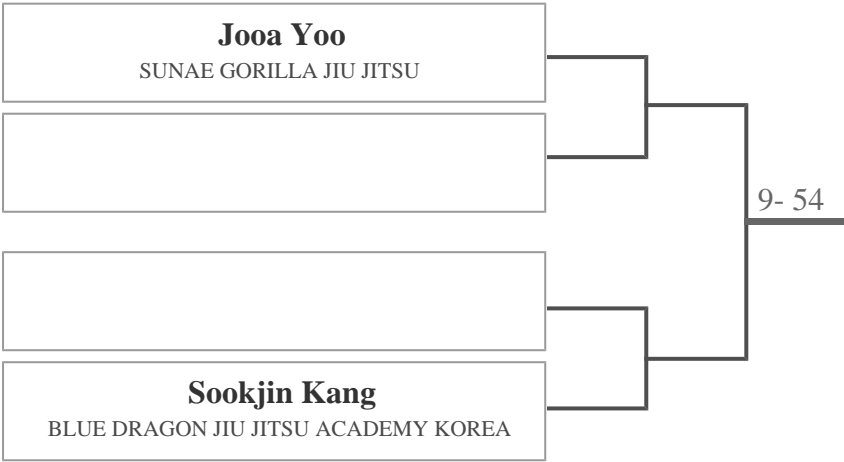 Jooa Yoo
SUNAE GORILLA JIU JITSU
9- 54
Sookjin Kang
BLUE DRAGON JIU JITSU ACADEMY KOREA